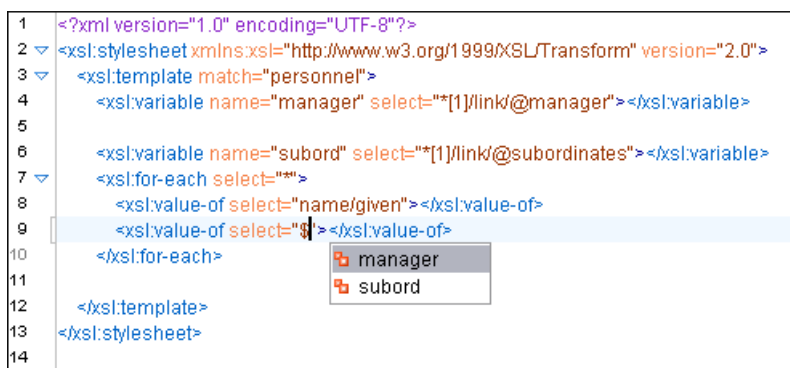 1 <?xml version="1.0" encoding="UTF-8"?>
2 <xsl:stylesheet xmlns:xsl="http://www.w3.org/1999/XSL/Transform" version="2.0">
3 <xsl:template match="personnel">
4 <xsl:variable name="manager" select="*[1]/link/@manager"></xsl:variable>
5
6 <xsl:variable name="subord" select="*[1]/link/@subordinates"></xsl:variable>
7 <xsl:for-each select="*">
8 <xsl:value-of select="name/given"></xsl:value-of>
9 <xsl:value-of select="$"></xsl:value-of>
10 </xsl:for-each>
manager
11
subord
12 </xsl:template>
13 </xsl:stylesheet>
14